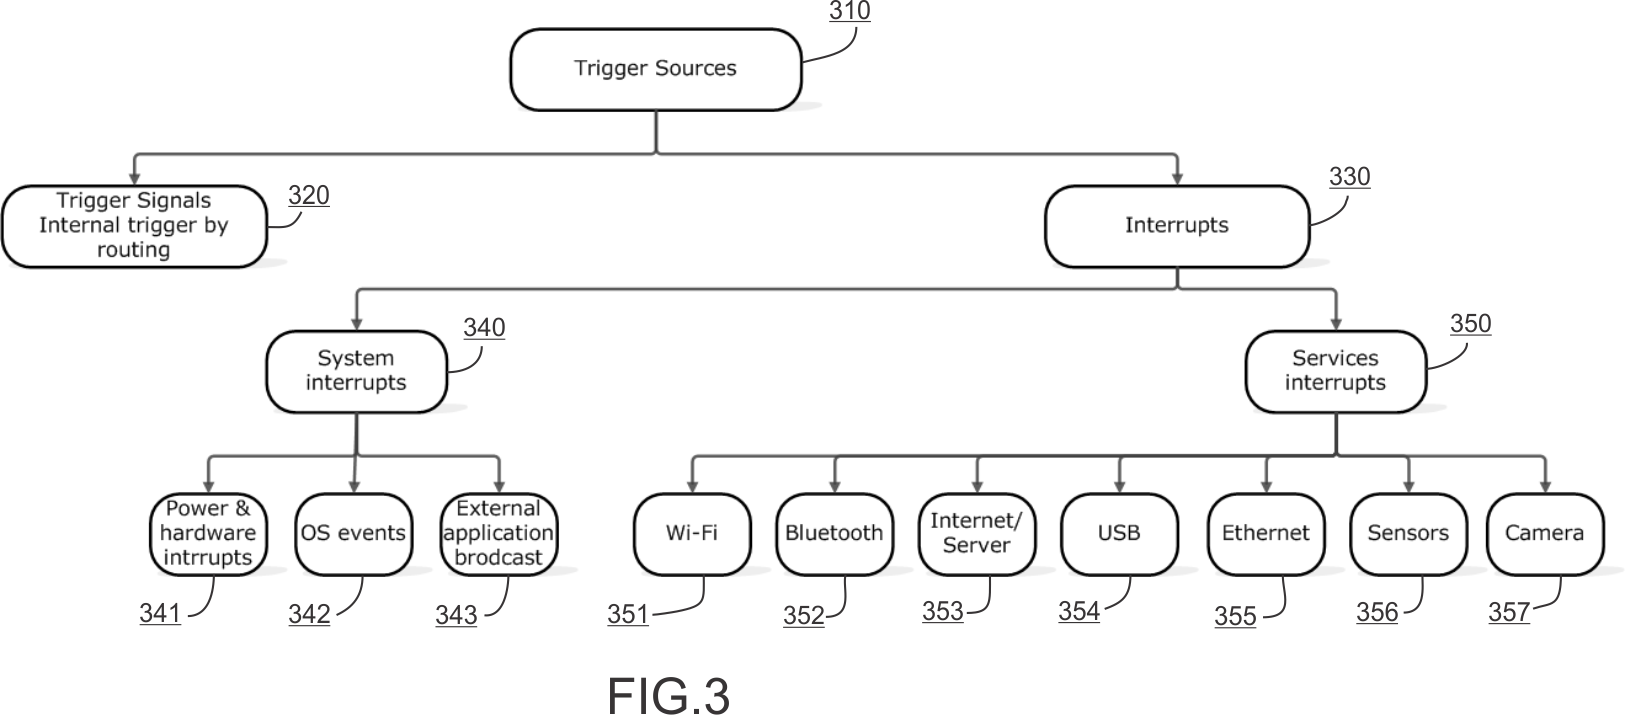 310
Trigger Sources
Trigger Signals
Internal trigger by
routing
320
330
Interrupts
340
System
interrupts
350
Services
interrupts
Power &
hardware
intrrupts
OS events
External
application
brodcast
Wi-Fi
Bluetooth
Internet/
Server
USB
Ethernet
Sensors
Camera
341
342
343
351
352
353
354
355
356
357
FIG.3